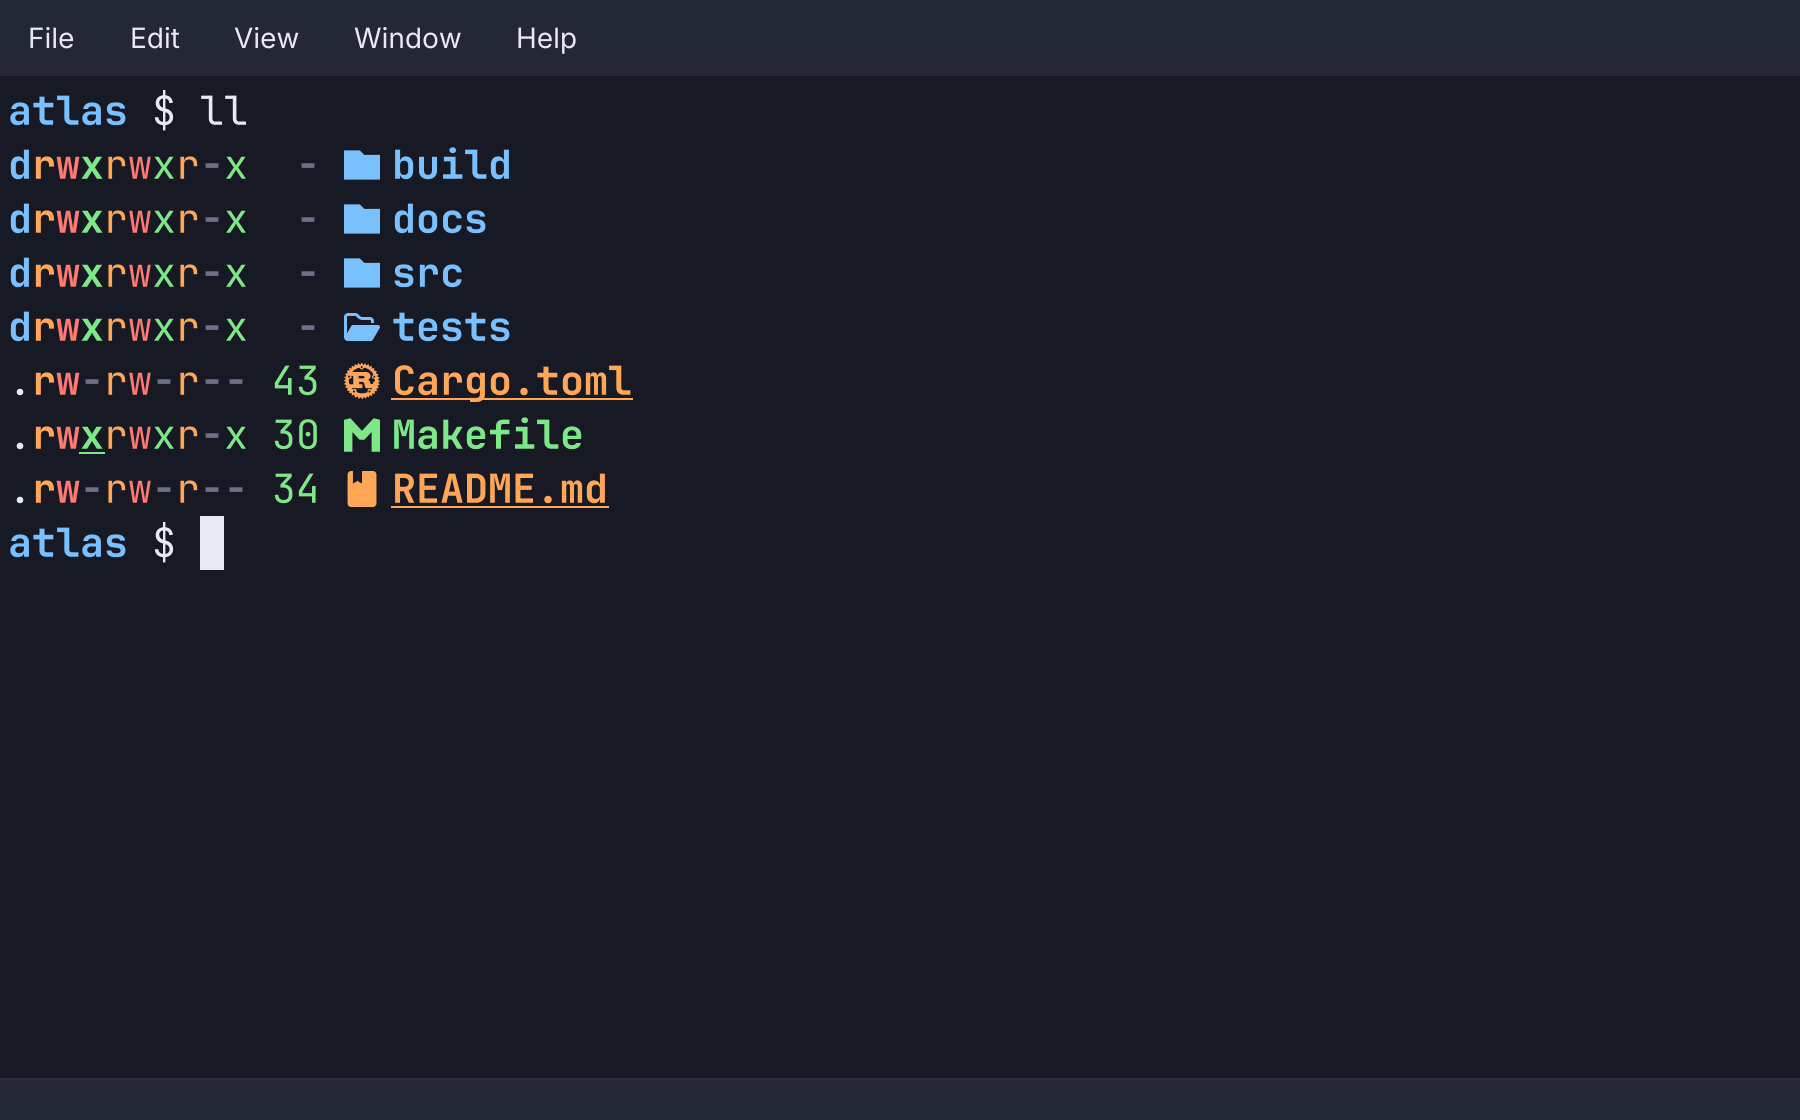 File Edit View Window Help
atlas $ ll
drwxrwxr-x - build
drwxrwxr-x - docs
drwxrwxr-x - src
drwxrwxr-x - tests
.rw-rw-r-- 43 Cargo.toml
.rwxrwxr-x 30 Makefile
.rw-rw-r-- 34 README.md
atlas $